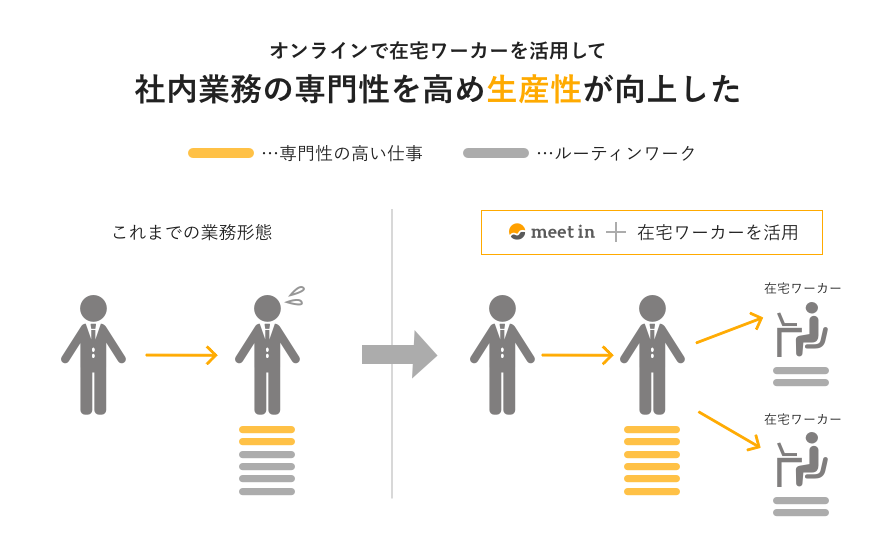 オンラインで在宅ワーカーを活用して
社内業務の専門性を高め生産性が向上した
…専門性の高い仕事 …ルーティンワーク
これまでの業務形態
meet in + 在宅ワーカーを活用
在宅ワーカー
在宅ワーカー